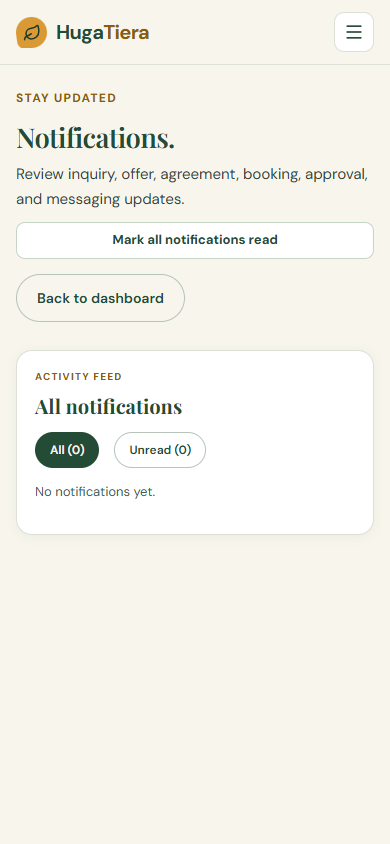 HugaTiera
STAY UPDATED
Notifications.
Review inquiry, offer, agreement, booking, approval,
and messaging updates.
Mark all notifications read
Back to dashboard
ACTIVITY FEED
All notifications
All (0) Unread (0)
No notifications yet.